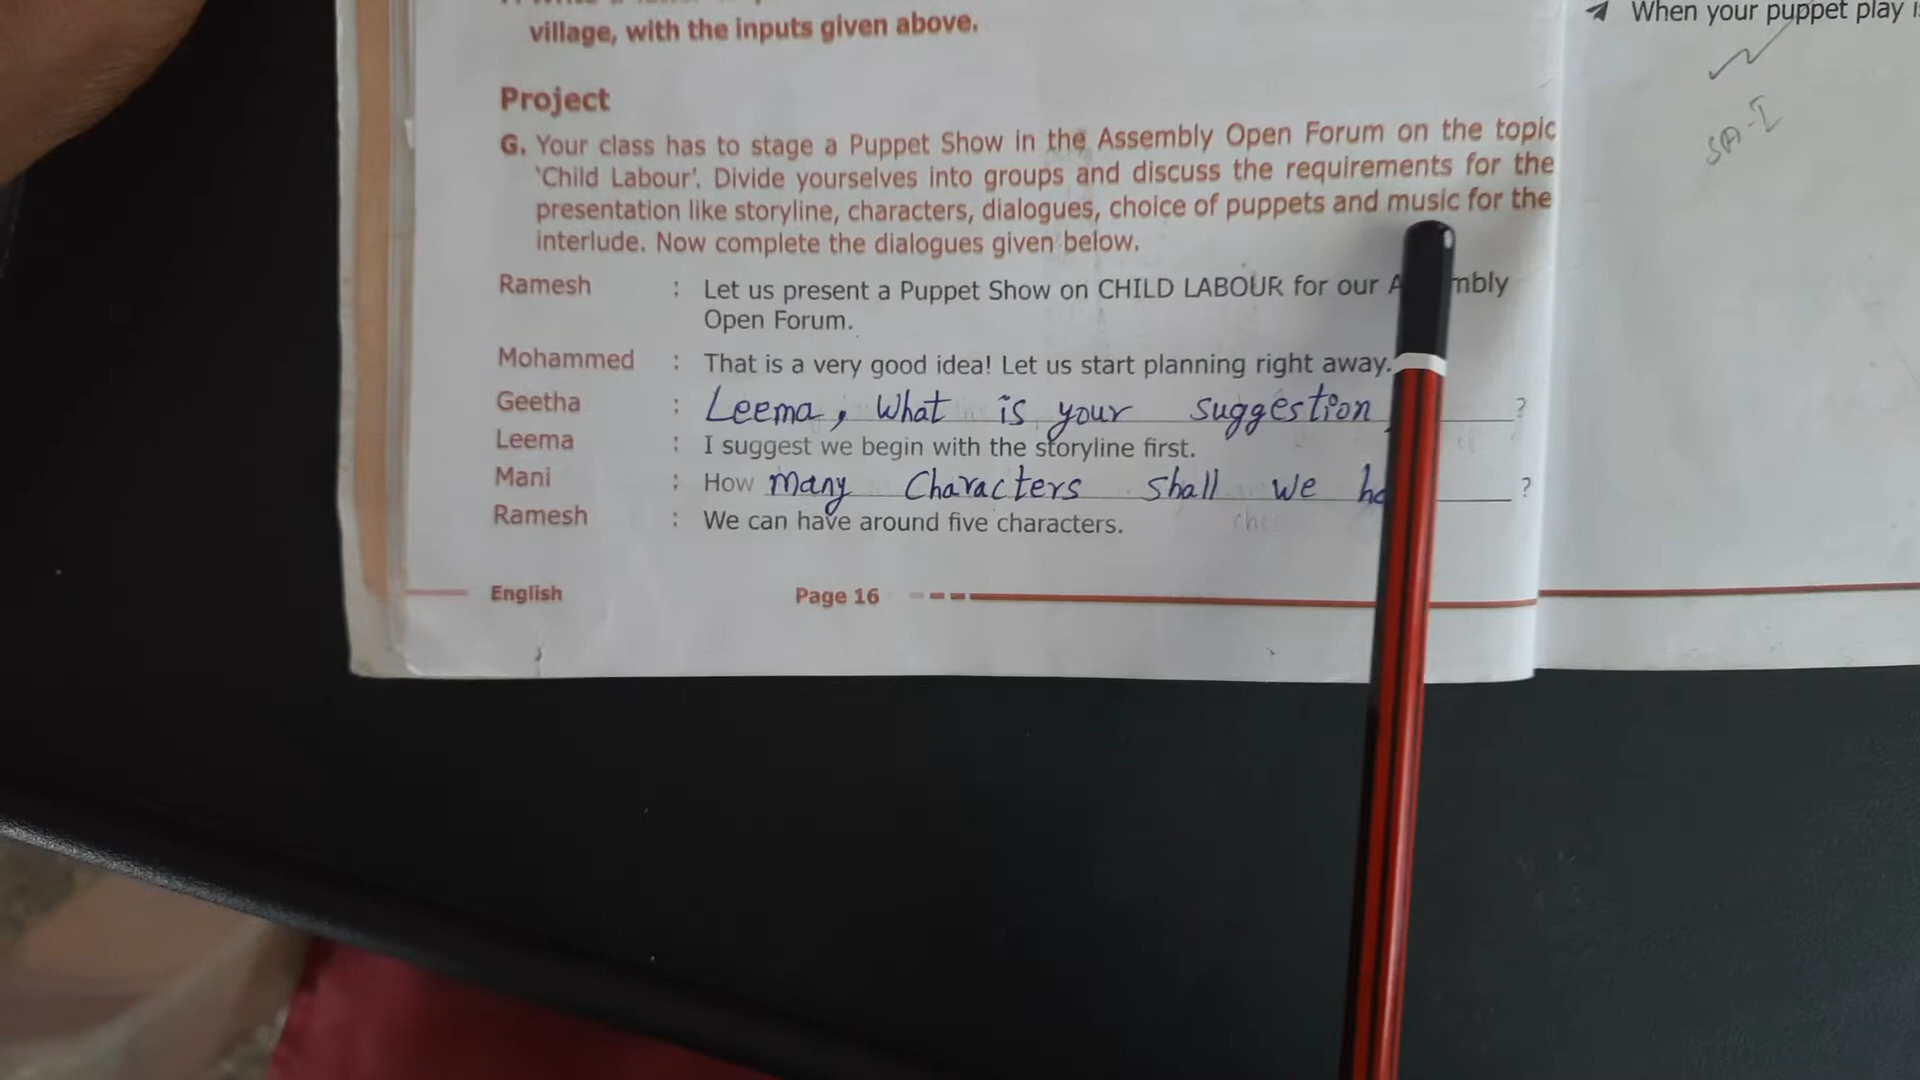 village, with the inputs given above.
When your puppet play
SA-I
Project
G. Your class has to stage a Puppet Show in the Assembly Open Forum on the topic
'Child Labour'. Divide yourselves into groups and discuss the requirements for the
presentation like storyline, characters, dialogues, choice of puppets and music for the
interlude. Now complete the dialogues given below.
Ramesh : Let us present a Puppet Show on CHILD LABOUR for our A mbly
Open Forum.
Mohammed : That is a very good idea! Let us start planning right away.
Geetha : Leema, What is your suggestion ?
Leema : I suggest we begin with the storyline first.
Mani : How many Characters shall we ha ?
Ramesh : We can have around five characters.
English Page 16